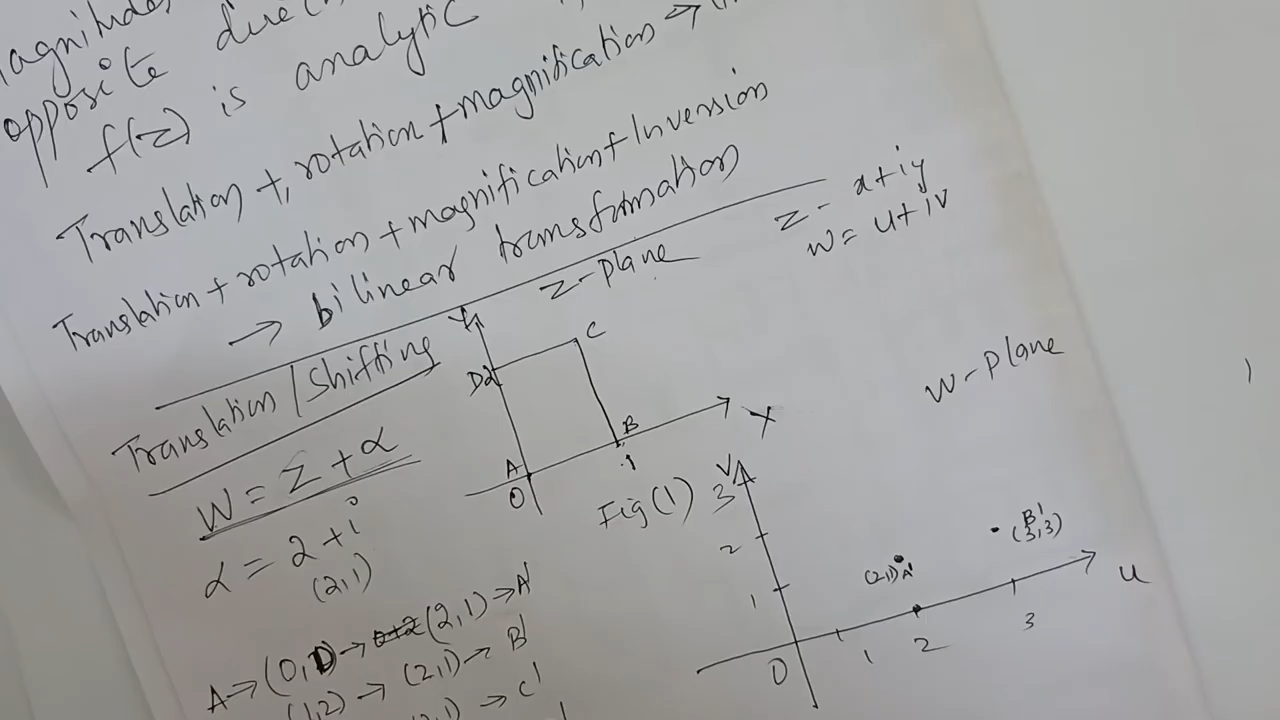 opposite
f(z) is analytic
Translation +, rotation + magnification →
Translation + rotation + magnification + Inversion
→ bilinear transformation
Z - x+iy
w = u+iv
Translation / Shifting
Z-Plane
Y
D 2
C
A
B
O
1
X
Fig(1)
W = Z + α
α = 2 + i
(2,1)
A → (0, → (2,1) → A'
(1,2) → (2,1) → B'
,1) → C'
W-Plane
V
3
2
1
(2,1) A'
B'
(3,3)
O
1
2
3
u